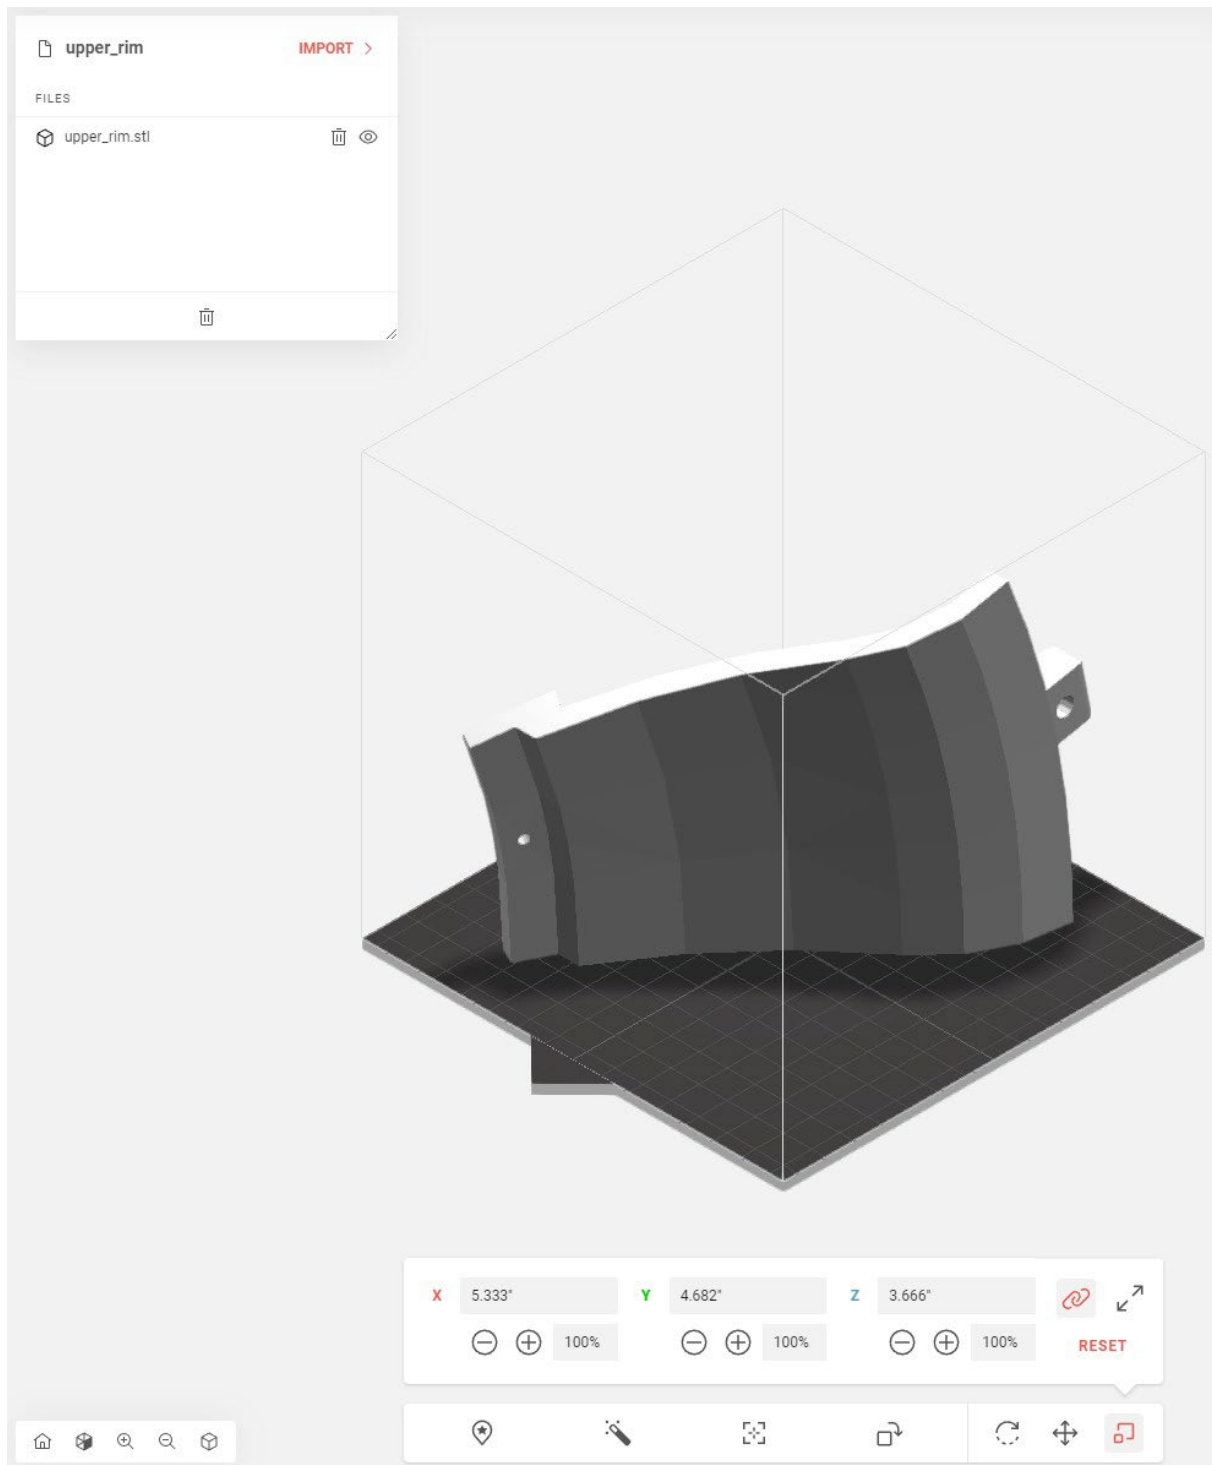 upper_rim IMPORT
FILES
upper_rim.stl
X 5.333" Y 4.682" Z 3.666"
100% 100% 100% RESET